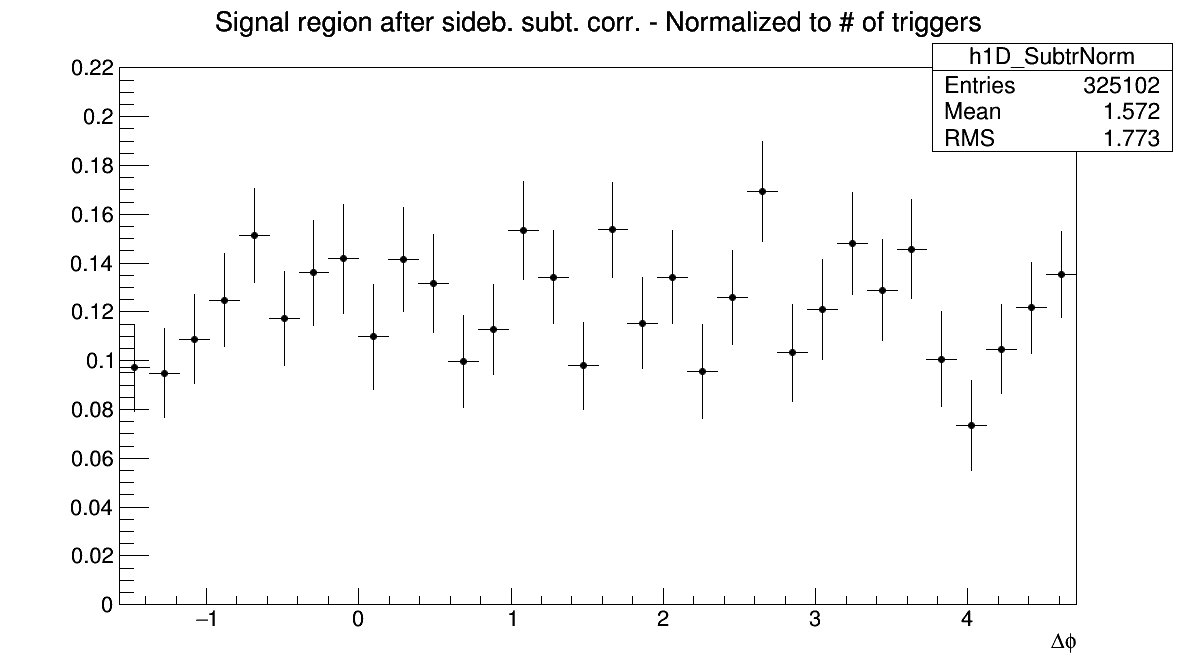 Signal region after sideb. subt. corr. - Normalized to # of triggers
h1D_SubtrNorm
Entries 325102
Mean 1.572
RMS 1.773
0.22
0.2
0.18
0.16
0.14
0.12
0.1
0.08
0.06
0.04
0.02
0
−1 0 1 2 3 4
Δϕ